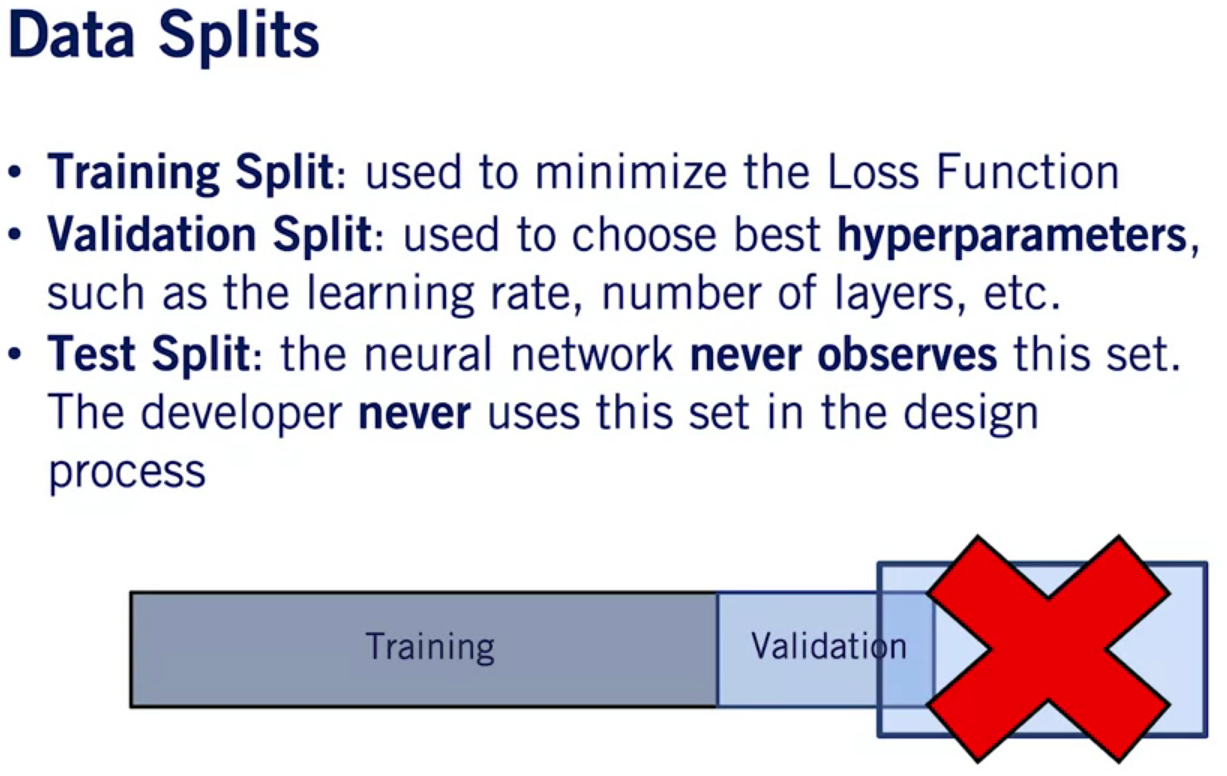 Data Splits
• Training Split: used to minimize the Loss Function
• Validation Split: used to choose best hyperparameters,
such as the learning rate, number of layers, etc.
• Test Split: the neural network never observes this set.
The developer never uses this set in the design
process
Training
Validation